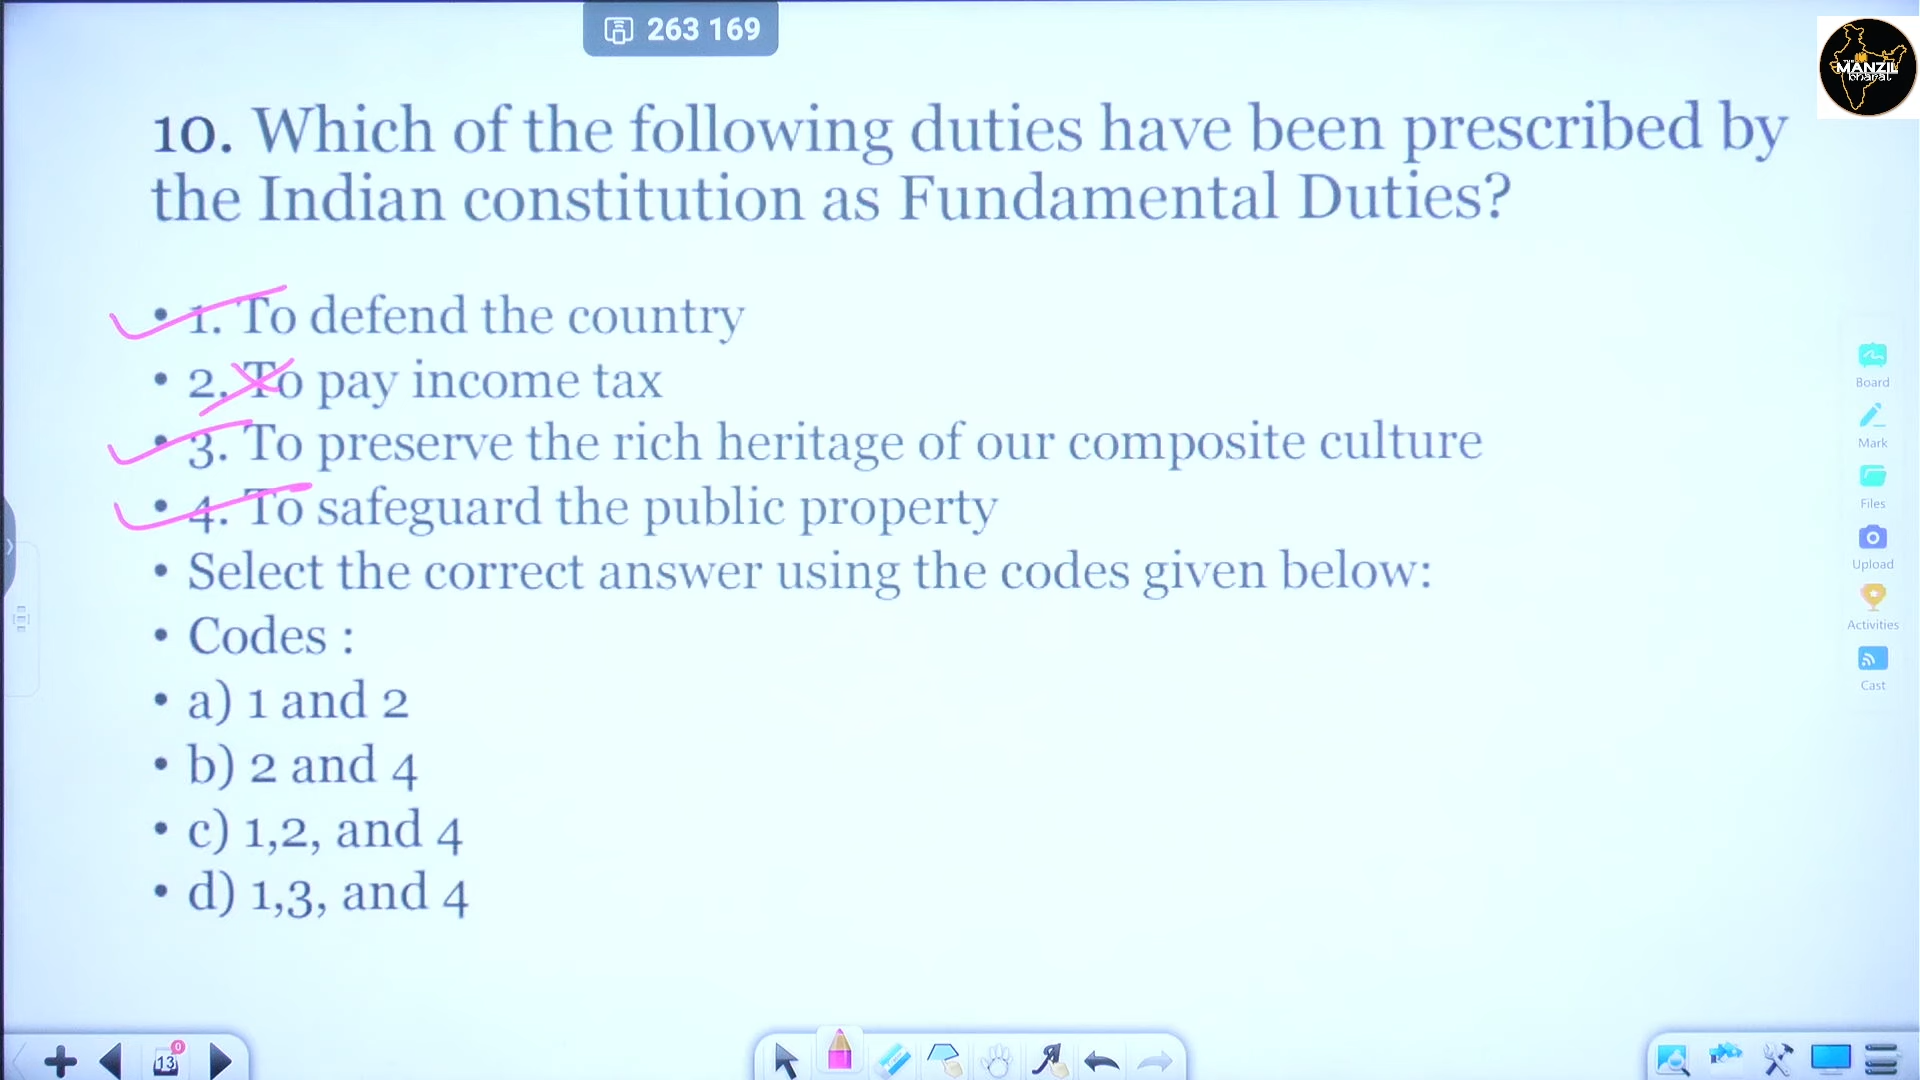 263 169
MANZIL
bharat
10. Which of the following duties have been prescribed by
the Indian constitution as Fundamental Duties?
• 1. To defend the country
• 2. To pay income tax
• 3. To preserve the rich heritage of our composite culture
• 4. To safeguard the public property
• Select the correct answer using the codes given below:
• Codes :
• a) 1 and 2
• b) 2 and 4
• c) 1,2, and 4
• d) 1,3, and 4
Board
Mark
Files
Upload
Activities
Cast
13
0